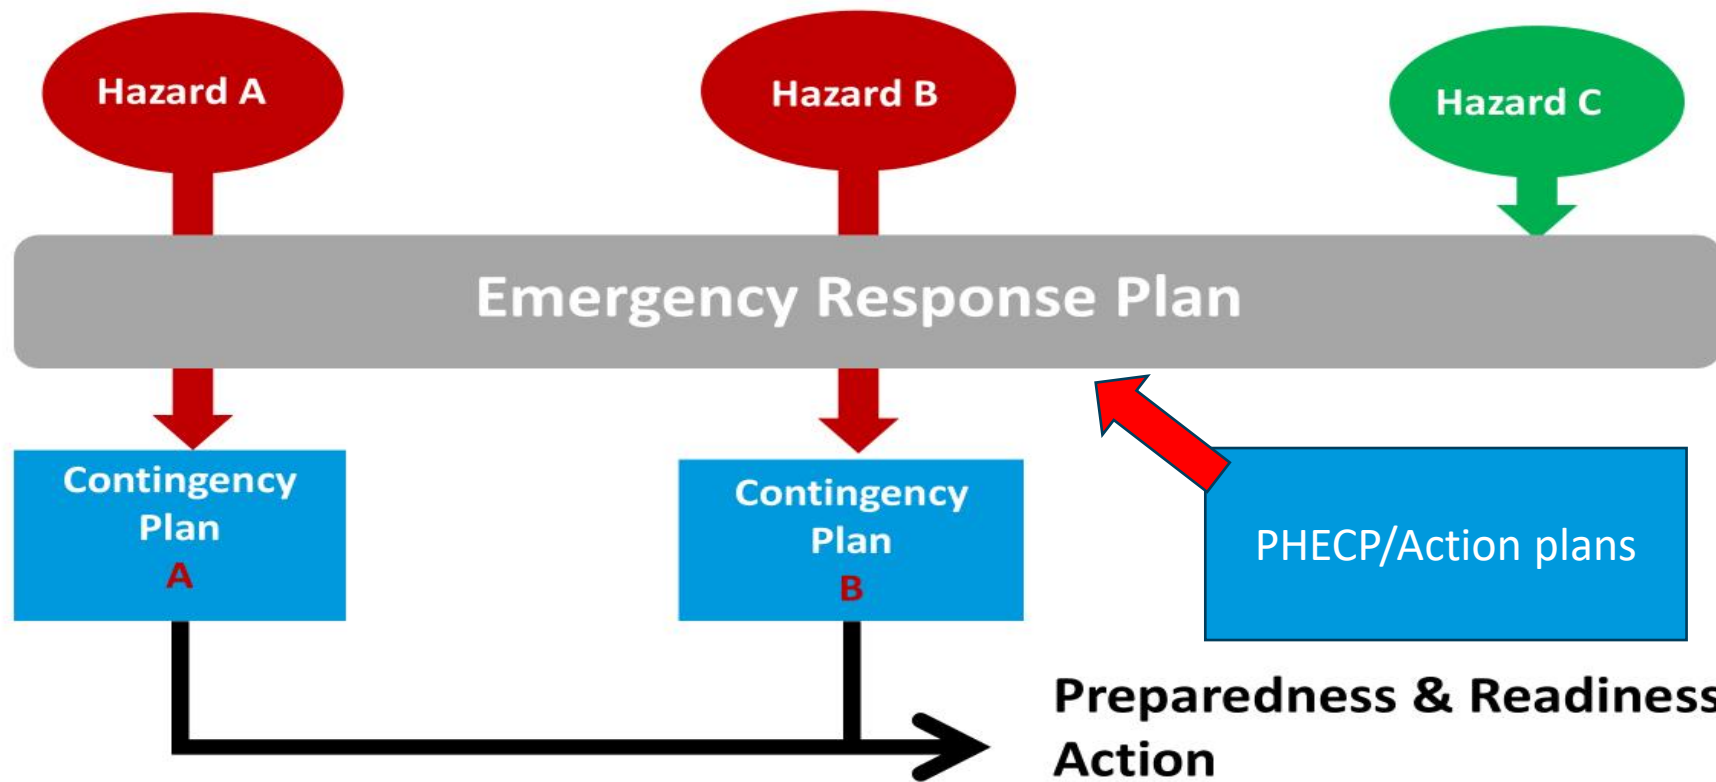 Hazard A
Hazard B
Hazard C
Emergency Response Plan
Contingency
Plan
A
Contingency
Plan
B
PHECP/Action plans
Preparedness & Readiness
Action